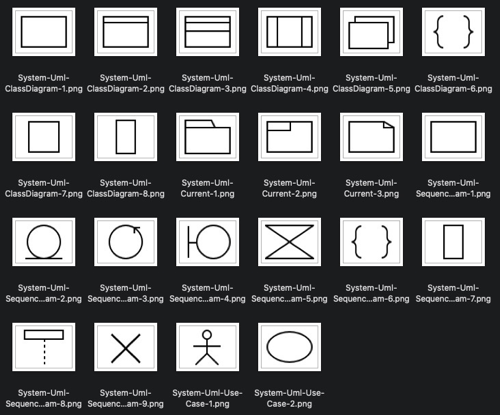 System-Uml-
ClassDiagram-1.png
System-Uml-
ClassDiagram-2.png
System-Uml-
ClassDiagram-3.png
System-Uml-
ClassDiagram-4.png
System-Uml-
ClassDiagram-5.png
System-Uml-
ClassDiagram-6.png
System-Uml-
ClassDiagram-7.png
System-Uml-
ClassDiagram-8.png
System-Uml-
Current-1.png
System-Uml-
Current-2.png
System-Uml-
Current-3.png
System-Uml-
Sequenc...am-1.png
System-Uml-
Sequenc...am-2.png
System-Uml-
Sequenc...am-3.png
System-Uml-
Sequenc...am-4.png
System-Uml-
Sequenc...am-5.png
System-Uml-
Sequenc...am-6.png
System-Uml-
Sequenc...am-7.png
System-Uml-
Sequenc...am-8.png
System-Uml-
Sequenc...am-9.png
System-Uml-Use-
Case-1.png
System-Uml-Use-
Case-2.png